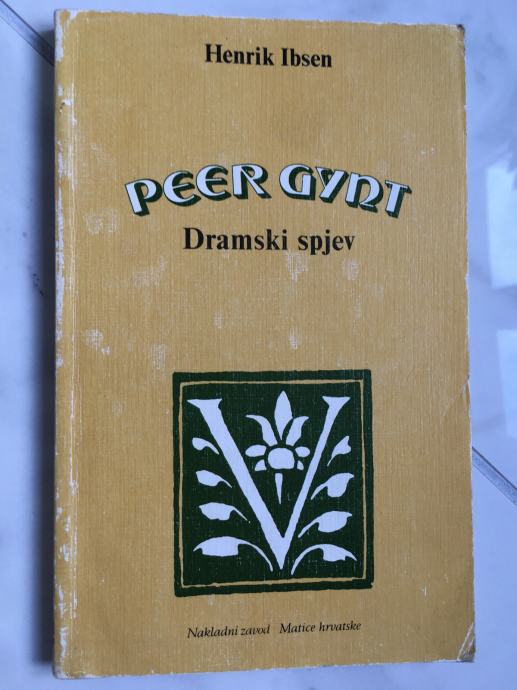 Henrik Ibsen
PEER GYNT
Dramski spjev
V
Nakladni zavod Matice hrvatske